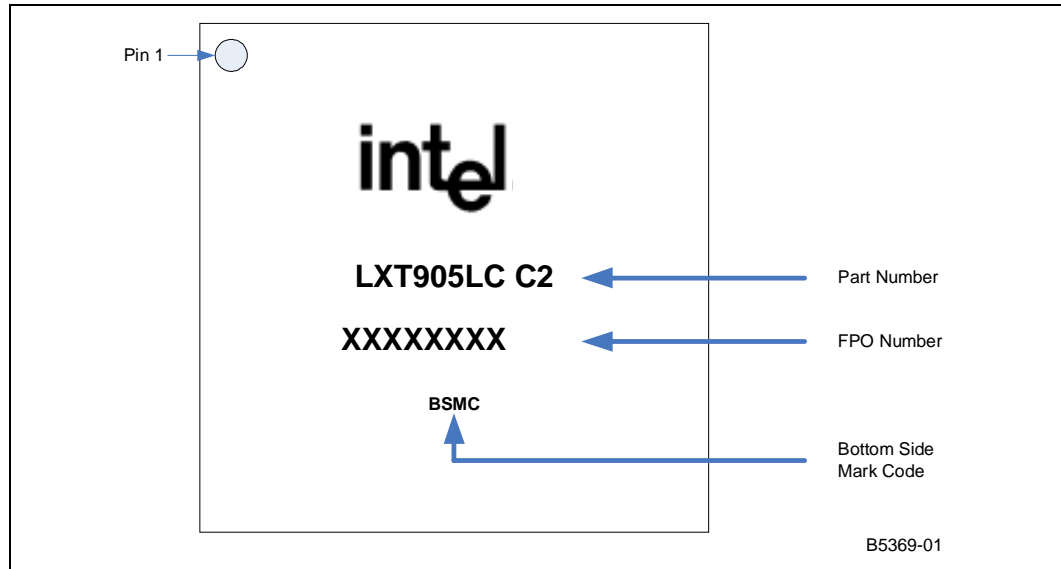 Pin 1
intel
LXT905LC C2
Part Number
XXXXXXXX
FPO Number
BSMC
Bottom Side
Mark Code
B5369-01